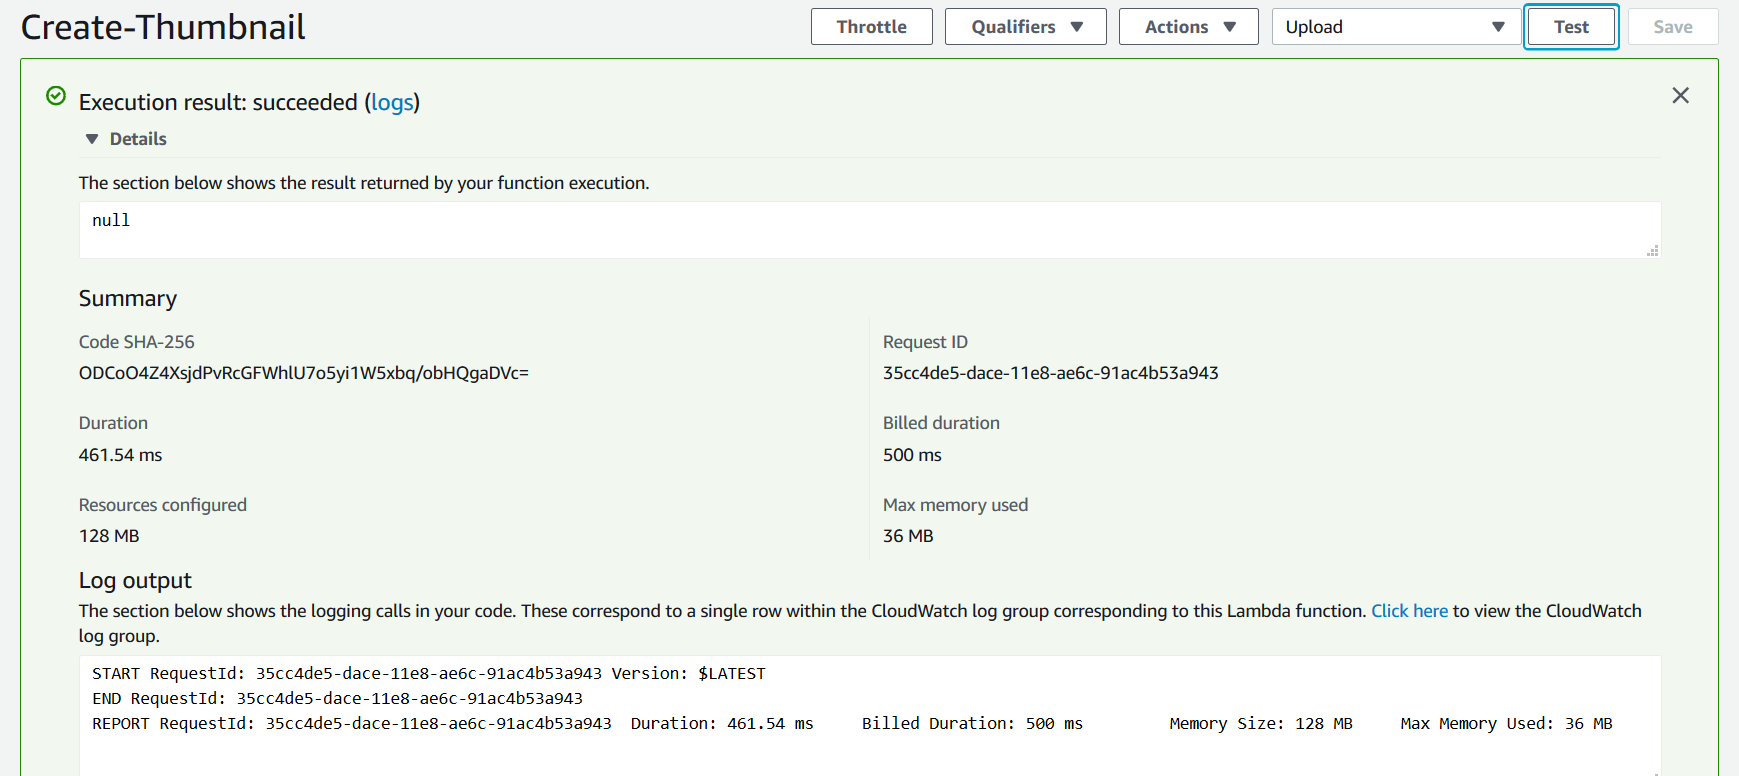 Create-Thumbnail
Throttle
Qualifiers
Actions
Upload
Test
Save
Execution result: succeeded (logs)
Details
The section below shows the result returned by your function execution.
null
Summary
Code SHA-256
ODCoO4Z4XsjdPvRcGFWhlU7o5yi1W5xbq/obHQgaDVc=
Request ID
35cc4de5-dace-11e8-ae6c-91ac4b53a943
Duration
461.54 ms
Billed duration
500 ms
Resources configured
128 MB
Max memory used
36 MB
Log output
The section below shows the logging calls in your code. These correspond to a single row within the CloudWatch log group corresponding to this Lambda function. Click here to view the CloudWatch
log group.
START RequestId: 35cc4de5-dace-11e8-ae6c-91ac4b53a943 Version: $LATEST
END RequestId: 35cc4de5-dace-11e8-ae6c-91ac4b53a943
REPORT RequestId: 35cc4de5-dace-11e8-ae6c-91ac4b53a943 Duration: 461.54 ms Billed Duration: 500 ms Memory Size: 128 MB Max Memory Used: 36 MB